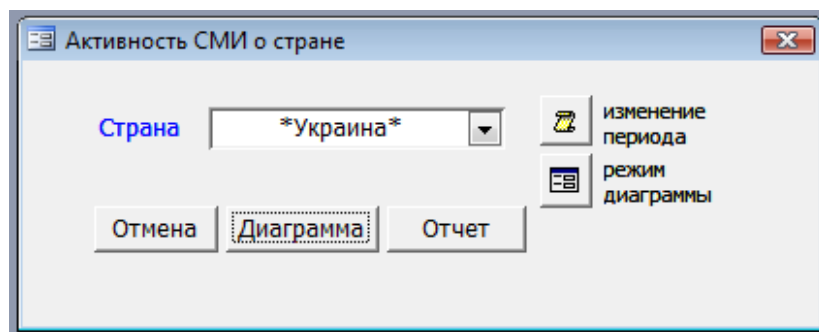 Активность СМИ о стране
Страна
*Украина*
изменение
периода
режим
диаграммы
Отмена
Диаграмма
Отчет